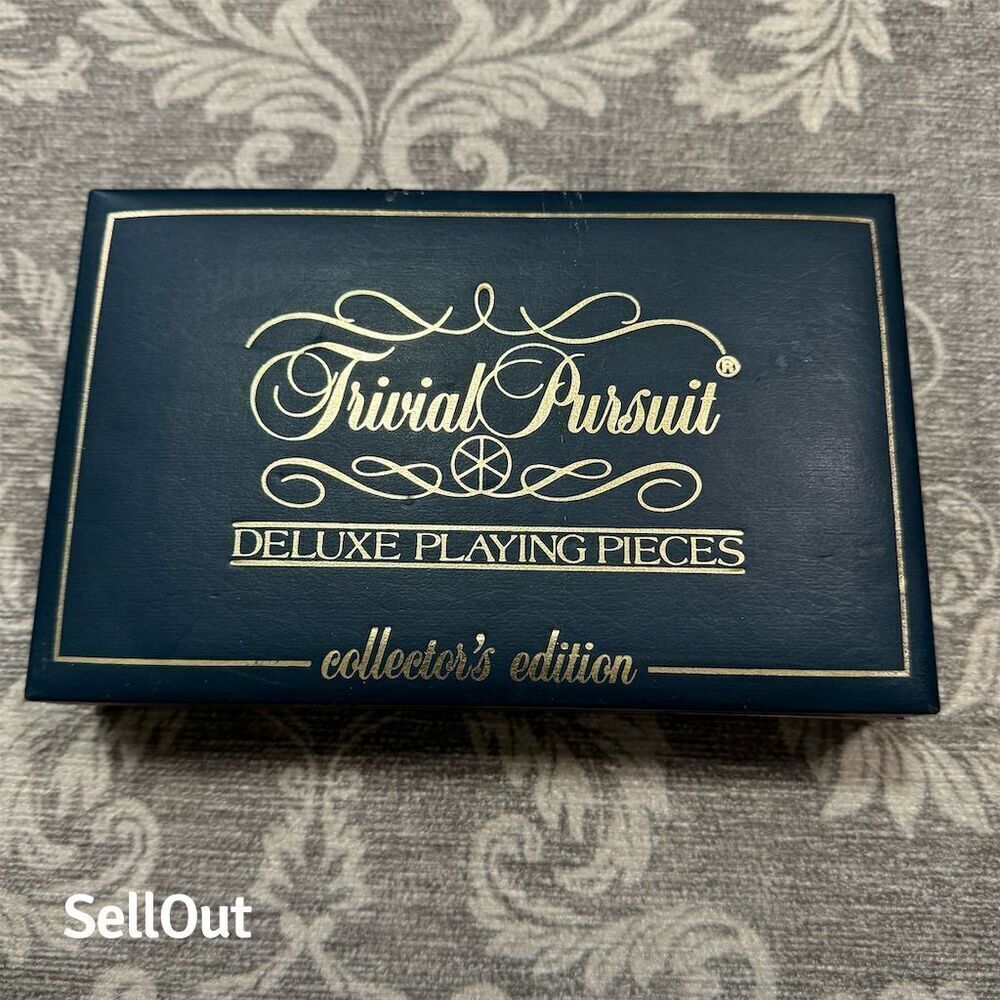 Trivial Pursuit®
DELUXE PLAYING PIECES
collector's edition
SellOut